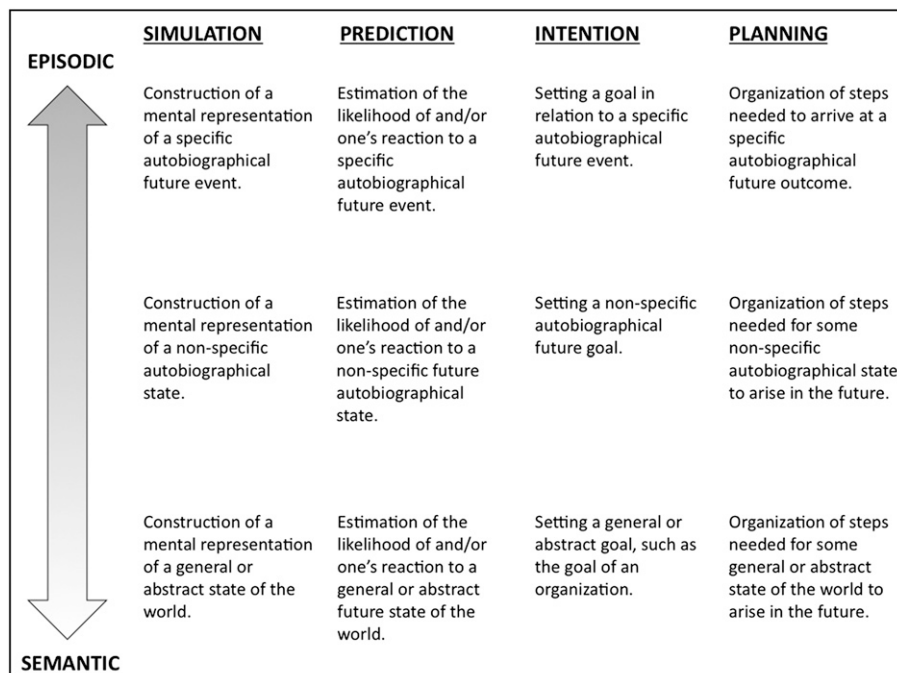 SIMULATION PREDICTION INTENTION PLANNING
EPISODIC
Construction of a
mental representation
of a specific
autobiographical
future event.
Estimation of the
likelihood of and/or
one's reaction to a
specific
autobiographical
future event.
Setting a goal in
relation to a specific
autobiographical
future event.
Organization of steps
needed to arrive at a
specific
autobiographical
future outcome.
Construction of a
mental representation
of a non-specific
autobiographical
state.
Estimation of the
likelihood of and/or
one's reaction to a
non-specific future
autobiographical
state.
Setting a non-specific
autobiographical
future goal.
Organization of steps
needed for some
non-specific
autobiographical state
to arise in the future.
Construction of a
mental representation
of a general or
abstract state of the
world.
Estimation of the
likelihood of and/or
one's reaction to a
general or abstract
future state of the
world.
Setting a general or
abstract goal, such as
the goal of an
organization.
Organization of steps
needed for some
general or abstract
state of the world to
arise in the future.
SEMANTIC